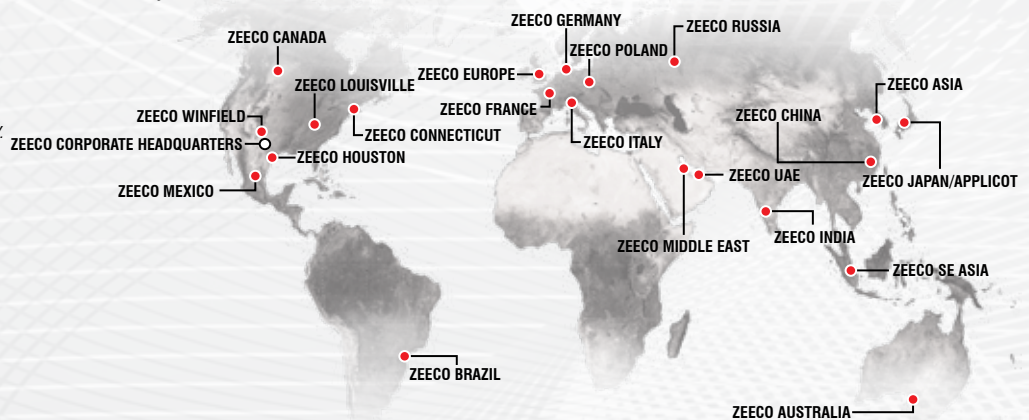 ZEECO GERMANY
ZEECO RUSSIA
ZEECO CANADA
ZEECO POLAND
ZEECO EUROPE
ZEECO LOUISVILLE
ZEECO ASIA
ZEECO FRANCE
ZEECO WINFIELD
ZEECO CHINA
ZEECO CONNECTICUT
ZEECO ITALY
ZEECO CORPORATE HEADQUARTERS
ZEECO HOUSTON
ZEECO UAE
ZEECO JAPAN/APPLICOT
ZEECO MEXICO
ZEECO INDIA
ZEECO MIDDLE EAST
ZEECO SE ASIA
ZEECO BRAZIL
ZEECO AUSTRALIA